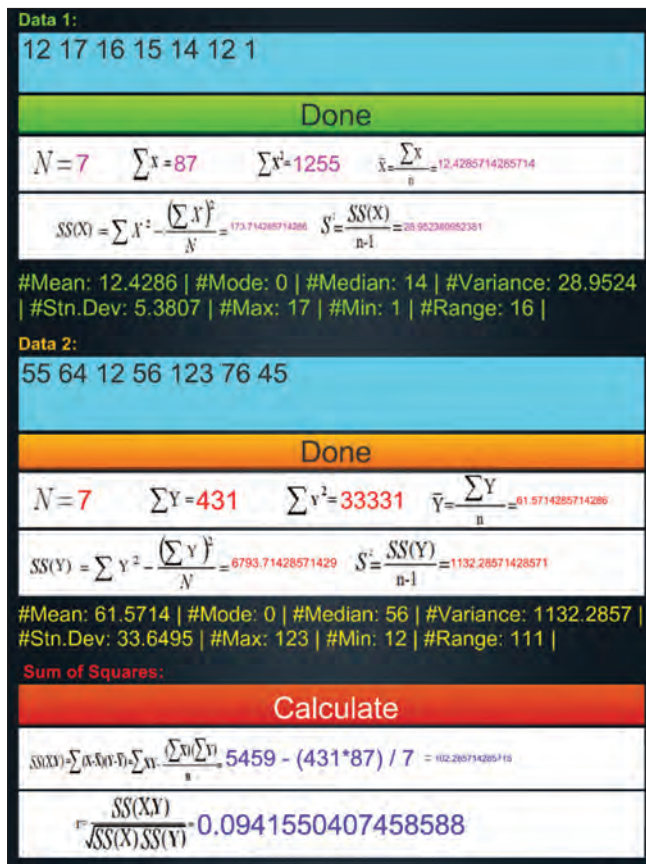 Data 1:
12 17 16 15 14 12 1
Done
N = 7 ∑X = 87 ∑X² = 1255 X̄ = ∑X / n = 12.4285714285714
SS(X) = ∑X² - (∑X)² / N = 173.714285714286 S² = SS(X) / n-1 = 28.952380952381
#Mean: 12.4286 | #Mode: 0 | #Median: 14 | #Variance: 28.9524
| #Stn.Dev: 5.3807 | #Max: 17 | #Min: 1 | #Range: 16 |
Data 2:
55 64 12 56 123 76 45
Done
N = 7 ∑Y = 431 ∑Y² = 33331 Ȳ = ∑Y / n = 61.5714285714286
SS(Y) = ∑Y² - (∑Y)² / N = 6793.71428571429 S² = SS(Y) / n-1 = 1132.28571428571
#Mean: 61.5714 | #Mode: 0 | #Median: 56 | #Variance: 1132.2857 |
#Stn.Dev: 33.6495 | #Max: 123 | #Min: 12 | #Range: 111 |
Sum of Squares:
Calculate
SS(X,Y) = ∑(X-X̄)(Y-Ȳ) = ∑XY - (∑X)(∑Y) / n = 5459 - (431*87) / 7 = 102.285714285715
r = SS(X,Y) / √SS(X) SS(Y) = 0.0941550407458588